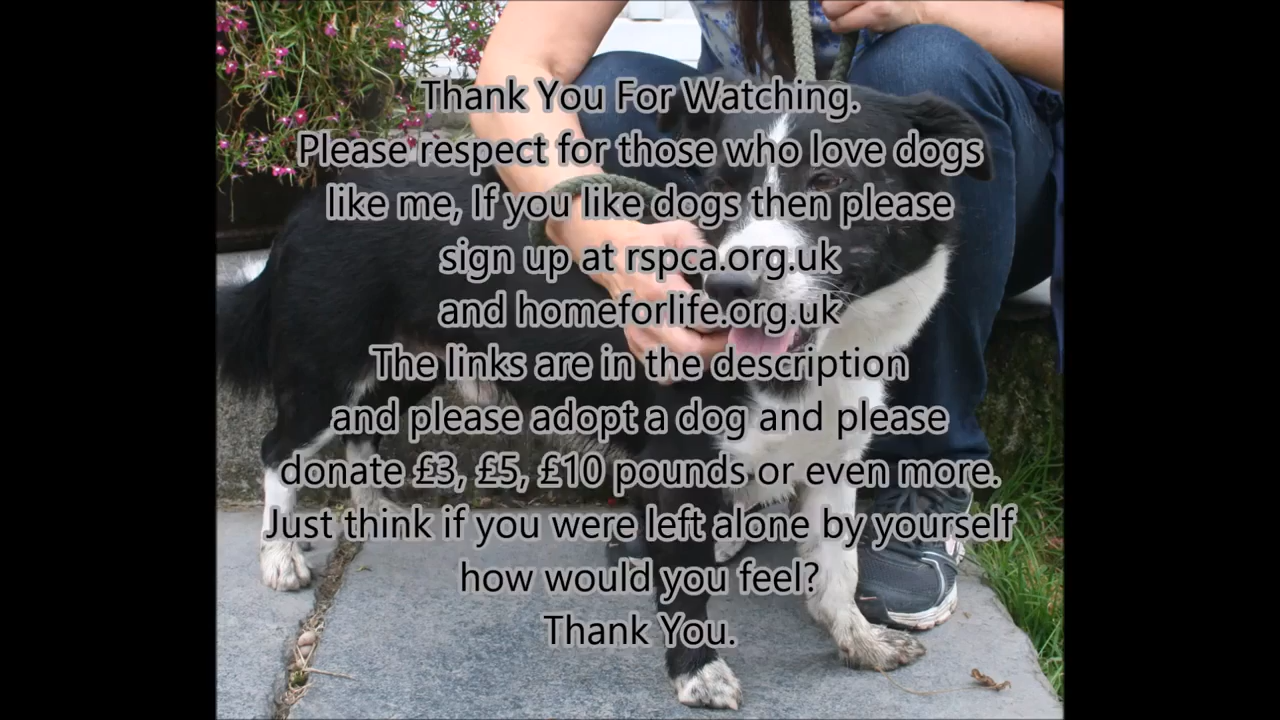 Thank You For Watching.
Please respect for those who love dogs
like me, If you like dogs then please
sign up at rspca.org.uk
and homeforlife.org.uk
The links are in the description
and please adopt a dog and please
donate £3, £5, £10 pounds or even more.
Just think if you were left alone by yourself
how would you feel?
Thank You.